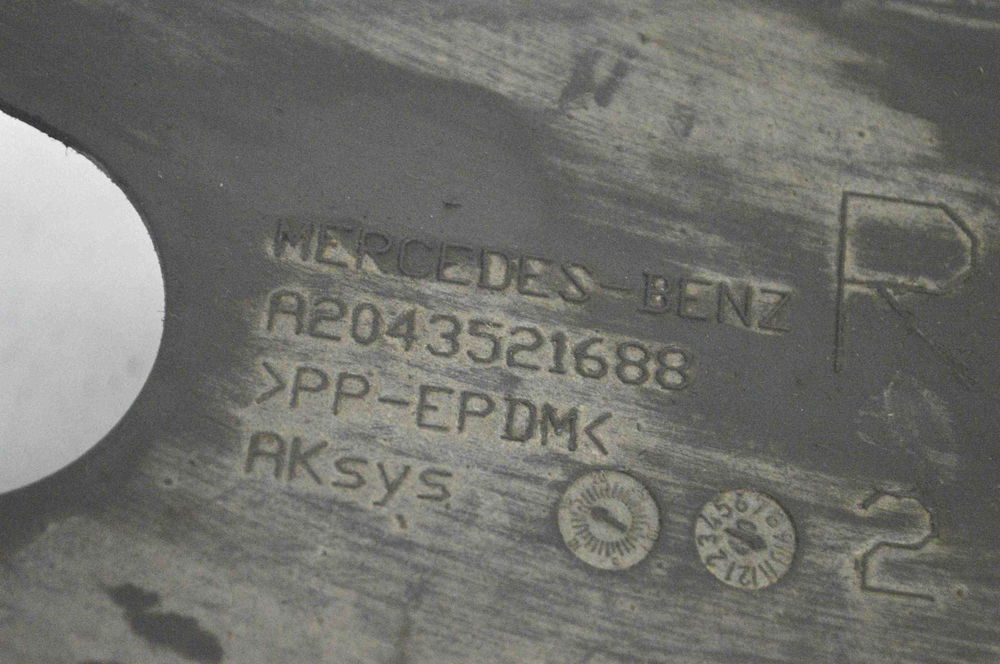 MERCEDES-BENZ
A2043521688
>PP-EPDM<
AKsys
R
2